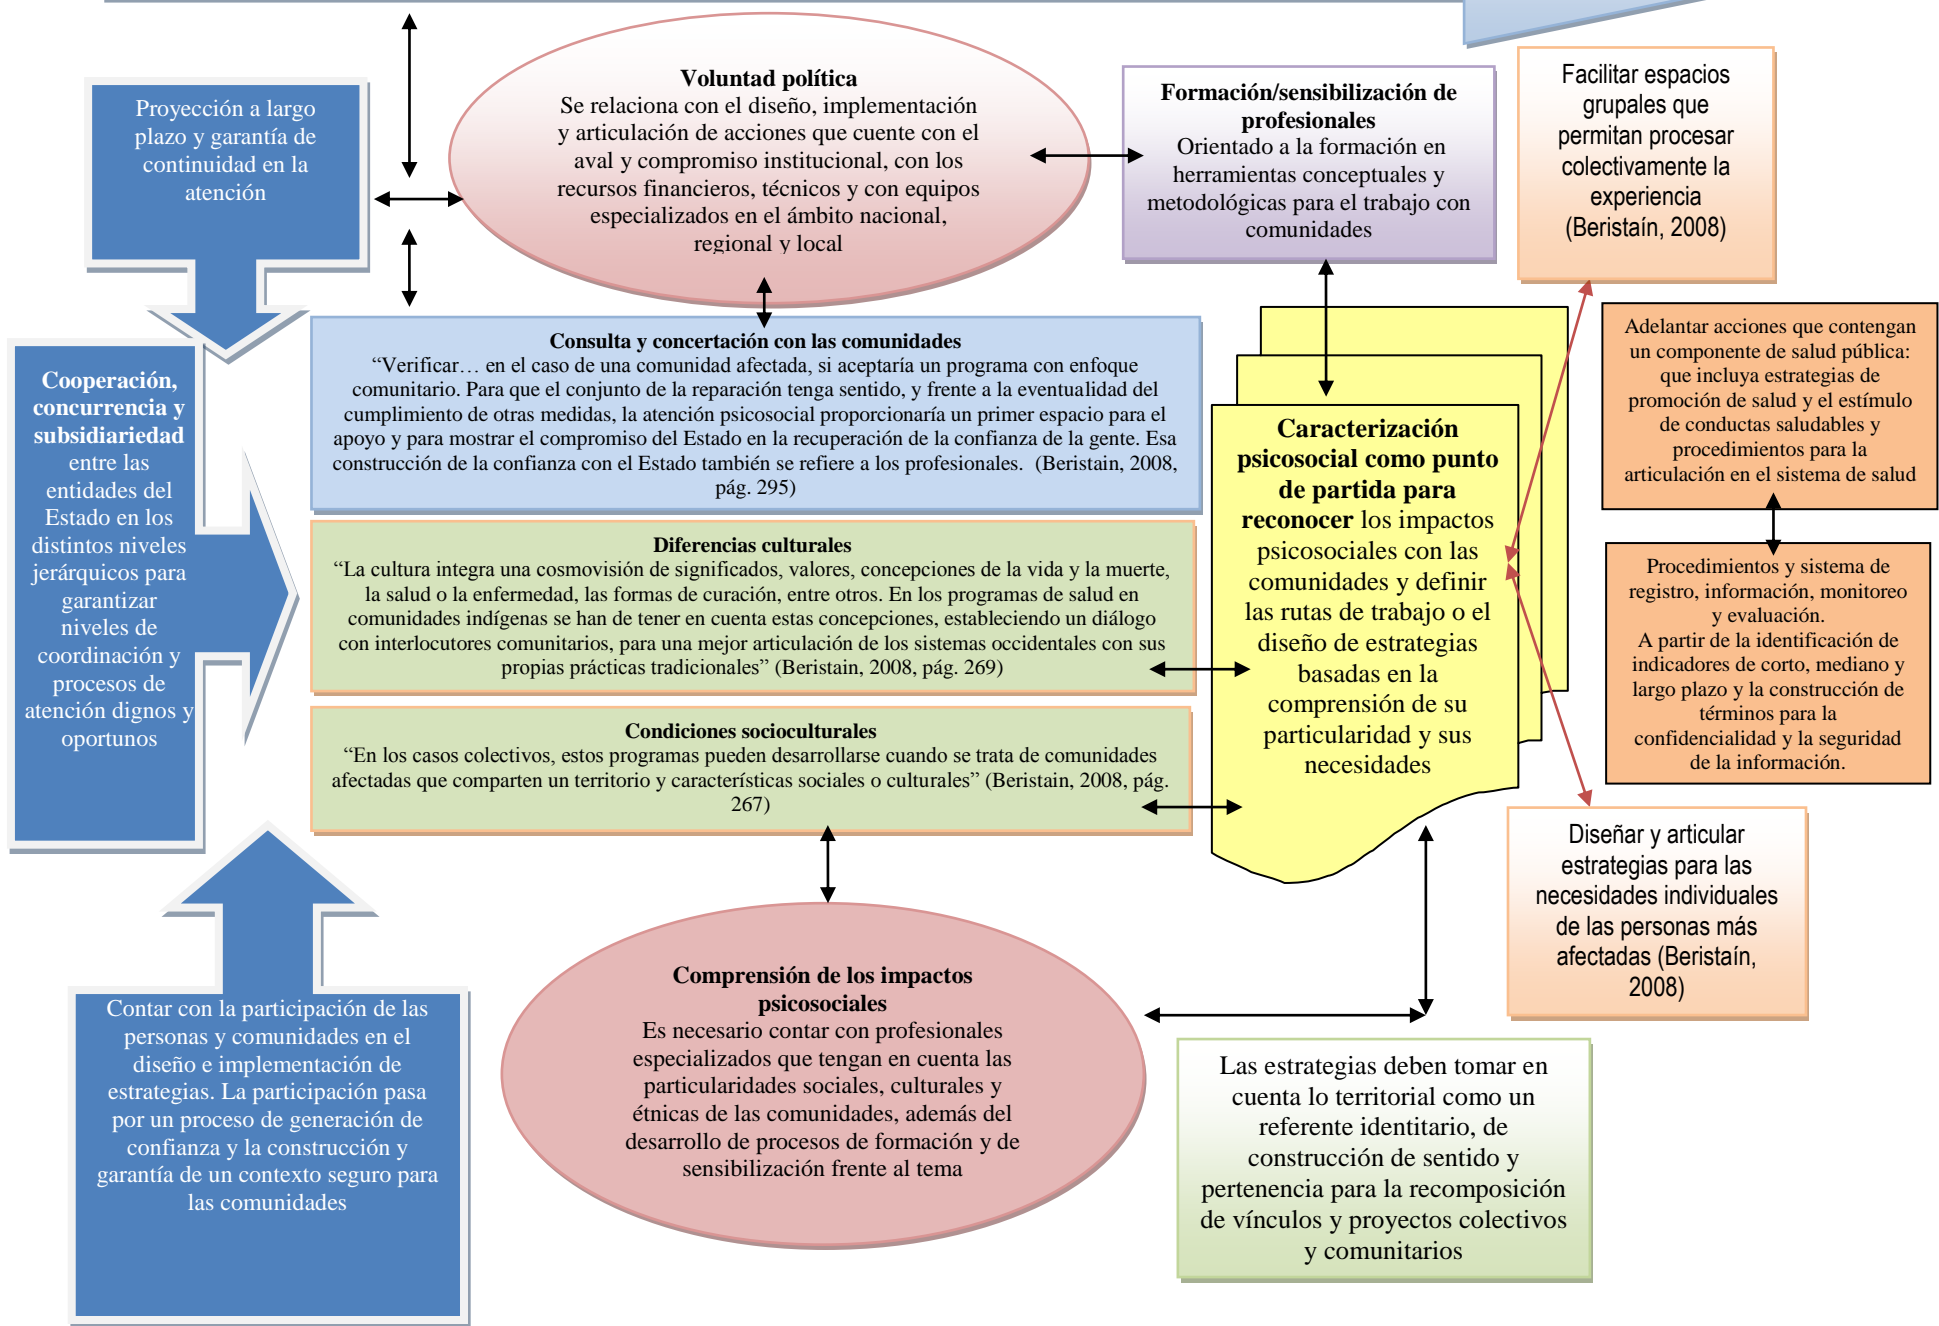 Proyección a largo
plazo y garantía de
continuidad en la
atención
Voluntad política
Se relaciona con el diseño, implementación
y articulación de acciones que cuente con el
aval y compromiso institucional, con los
recursos financieros, técnicos y con equipos
especializados en el ámbito nacional,
regional y local
Formación/sensibilización de
profesionales
Orientado a la formación en
herramientas conceptuales y
metodológicas para el trabajo con
comunidades
Facilitar espacios
grupales que
permitan procesar
colectivamente la
experiencia
(Beristaín, 2008)
Cooperación,
concurrencia y
subsidiariedad
entre las
entidades del
Estado en los
distintos niveles
jerárquicos para
garantizar
niveles de
coordinación y
procesos de
atención dignos y
oportunos
Consulta y concertación con las comunidades
“Verificar… en el caso de una comunidad afectada, si aceptaría un programa con enfoque
comunitario. Para que el conjunto de la reparación tenga sentido, y frente a la eventualidad del
cumplimiento de otras medidas, la atención psicosocial proporcionaría un primer espacio para el
apoyo y para mostrar el compromiso del Estado en la recuperación de la confianza de la gente. Esa
construcción de la confianza con el Estado también se refiere a los profesionales.  (Beristain, 2008,
pág. 295)
Diferencias culturales
“La cultura integra una cosmovisión de significados, valores, concepciones de la vida y la muerte,
la salud o la enfermedad, las formas de curación, entre otros. En los programas de salud en
comunidades indígenas se han de tener en cuenta estas concepciones, estableciendo un diálogo
con interlocutores comunitarios, para una mejor articulación de los sistemas occidentales con sus
propias prácticas tradicionales” (Beristain, 2008, pág. 269)
Condiciones socioculturales
“En los casos colectivos, estos programas pueden desarrollarse cuando se trata de comunidades
afectadas que comparten un territorio y características sociales o culturales” (Beristain, 2008, pág.
267)
Caracterización
psicosocial como punto
de partida para
reconocer los impactos
psicosociales con las
comunidades y definir
las rutas de trabajo o el
diseño de estrategias
basadas en la
comprensión de su
particularidad y sus
necesidades
Adelantar acciones que contengan
un componente de salud pública:
que incluya estrategias de
promoción de salud y el estímulo
de conductas saludables y
procedimientos para la
articulación en el sistema de salud
Procedimientos y sistema de
registro, información, monitoreo
y evaluación.
A partir de la identificación de
indicadores de corto, mediano y
largo plazo y la construcción de
términos para la
confidencialidad y la seguridad
de la información.
Diseñar y articular
estrategias para las
necesidades individuales
de las personas más
afectadas (Beristaín,
2008)
Contar con la participación de las
personas y comunidades en el
diseño e implementación de
estrategias. La participación pasa
por un proceso de generación de
confianza y la construcción y
garantía de un contexto seguro para
las comunidades
Comprensión de los impactos
psicosociales
Es necesario contar con profesionales
especializados que tengan en cuenta las
particularidades sociales, culturales y
étnicas de las comunidades, además del
desarrollo de procesos de formación y de
sensibilización frente al tema
Las estrategias deben tomar en
cuenta lo territorial como un
referente identitario, de
construcción de sentido y
pertenencia para la recomposición
de vínculos y proyectos colectivos
y comunitarios